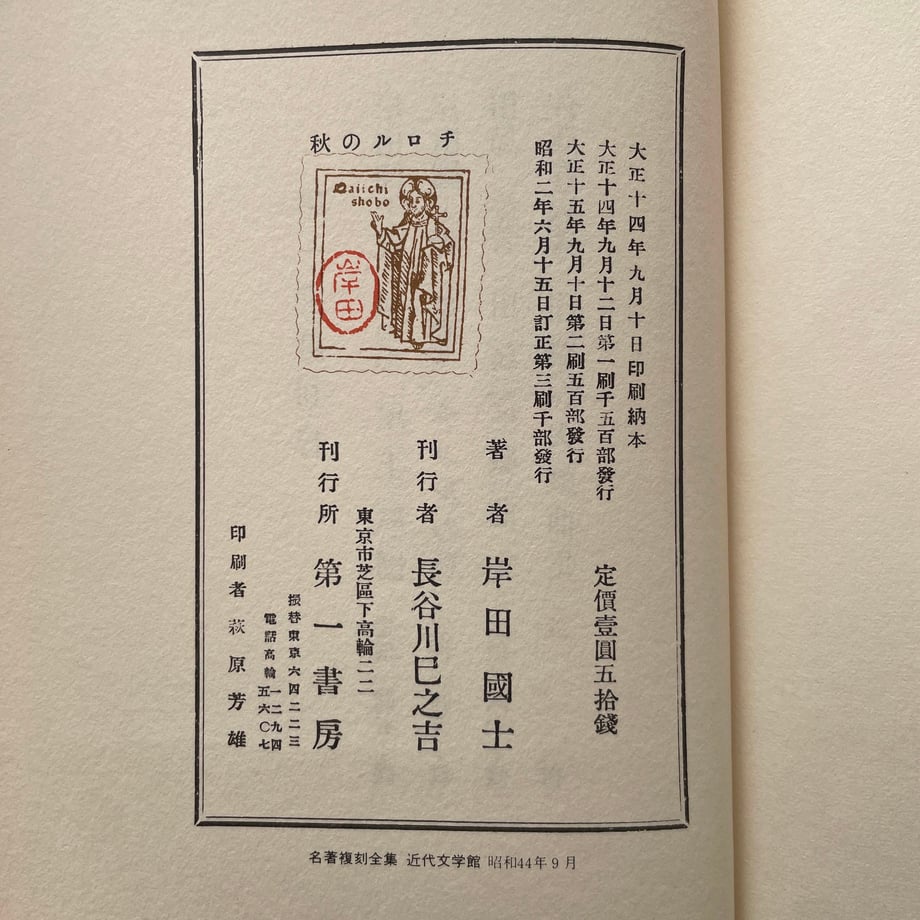 大正十四年九月十日印刷納本
大正十四年九月十二日第一刷千五百部發行
大正十五年九月十日第二刷五百部發行
昭和二年六月十五日訂正第三刷千部發行
定價壹圓五拾錢
秋のルロチ
Daiichi
shobo
岸田
著者 岸田國士
刊行者 長谷川巳之吉
東京市芝區下高輪二二
刊行所 第一書房
振替東京六四二二三
電話高輪 一二九四
五六〇七
印刷者 萩原芳雄
名著複刻全集 近代文学館 昭和44年9月